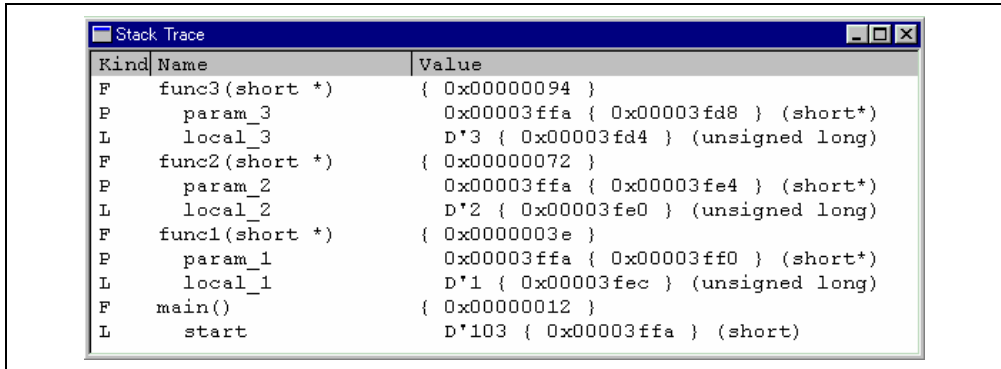 Stack Trace
Kind Name Value
F func3(short *) { 0x00000094 }
P param_3 0x00003ffa { 0x00003fd8 } (short*)
L local_3 D'3 { 0x00003fd4 } (unsigned long)
F func2(short *) { 0x00000072 }
P param_2 0x00003ffa { 0x00003fe4 } (short*)
L local_2 D'2 { 0x00003fe0 } (unsigned long)
F func1(short *) { 0x0000003e }
P param_1 0x00003ffa { 0x00003ff0 } (short*)
L local_1 D'1 { 0x00003fec } (unsigned long)
F main() { 0x00000012 }
L start D'103 { 0x00003ffa } (short)